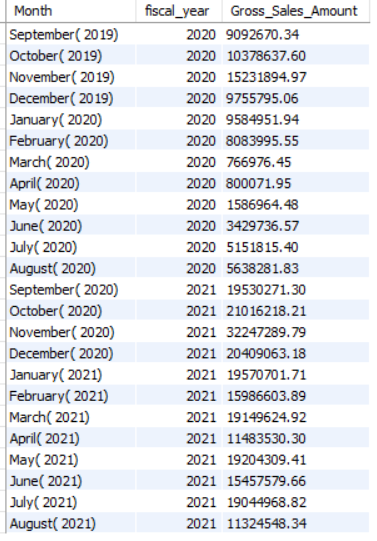 Month fiscal_year Gross_Sales_Amount
September( 2019) 2020 9092670.34
October( 2019) 2020 10378637.60
November( 2019) 2020 15231894.97
December( 2019) 2020 9755795.06
January( 2020) 2020 9584951.94
February( 2020) 2020 8083995.55
March( 2020) 2020 766976.45
April( 2020) 2020 800071.95
May( 2020) 2020 1586964.48
June( 2020) 2020 3429736.57
July( 2020) 2020 5151815.40
August( 2020) 2020 5638281.83
September( 2020) 2021 19530271.30
October( 2020) 2021 21016218.21
November( 2020) 2021 32247289.79
December( 2020) 2021 20409063.18
January( 2021) 2021 19570701.71
February( 2021) 2021 15986603.89
March( 2021) 2021 19149624.92
April( 2021) 2021 11483530.30
May( 2021) 2021 19204309.41
June( 2021) 2021 15457579.66
July( 2021) 2021 19044968.82
August( 2021) 2021 11324548.34